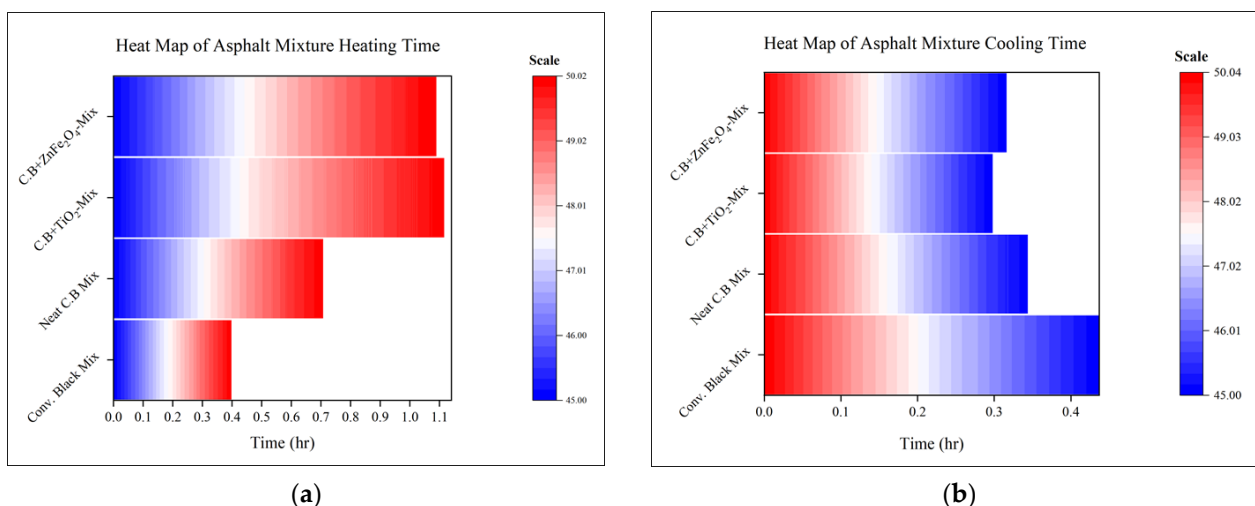 Heat Map of Asphalt Mixture Heating Time
Scale
50.02
49.02
48.01
47.01
46.00
45.00
C.B+ZnFe₂O₄-Mix
C.B+TiO₂-Mix
Neat C.B Mix
Conv. Black Mix
0.0 0.1 0.2 0.3 0.4 0.5 0.6 0.7 0.8 0.9 1.0 1.1
Time (hr)
(a)
Heat Map of Asphalt Mixture Cooling Time
Scale
50.04
49.03
48.02
47.02
46.01
45.00
C.B+ZnFe₂O₄-Mix
C.B+TiO₂-Mix
Neat C.B Mix
Conv. Black Mix
0.0 0.1 0.2 0.3 0.4
Time (hr)
(b)